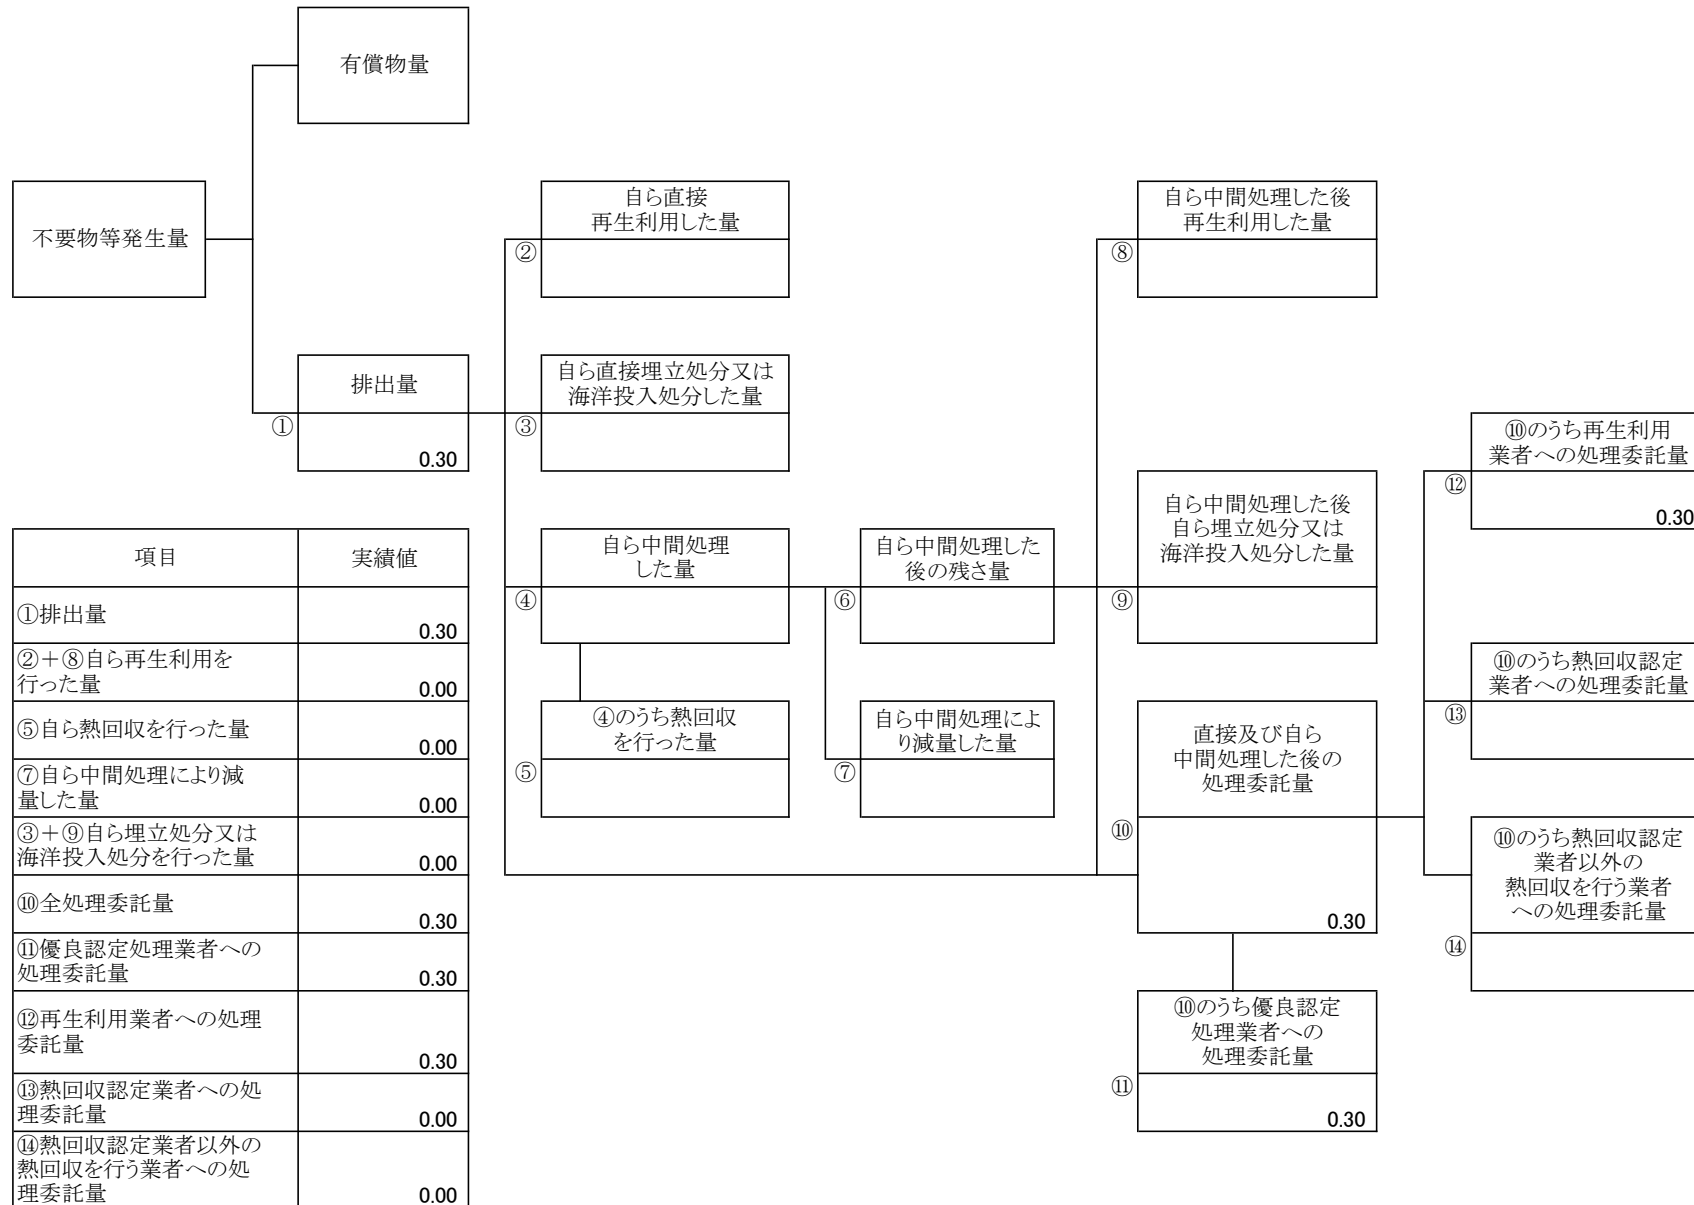 有償物量
不要物等発生量
自ら直接
再生利用した量
②
自ら中間処理した後
再生利用した量
⑧
排出量
①
0.30
自ら直接埋立処分又は
海洋投入処分した量
③
⑩のうち再生利用
業者への処理委託量
⑫
0.30
自ら中間処理した後
自ら埋立処分又は
海洋投入処分した量
⑨
自ら中間処理
した量
④
自ら中間処理した
後の残さ量
⑥
④のうち熱回収
を行った量
⑤
自ら中間処理によ
り減量した量
⑦
直接及び自ら
中間処理した後の
処理委託量
⑩
0.30
⑩のうち熱回収認定
業者への処理委託量
⑬
⑩のうち熱回収認定
業者以外の
熱回収を行う業者
への処理委託量
⑭
⑩のうち優良認定
処理業者への
処理委託量
⑪
0.30
項目 実績値
①排出量
0.30
②+⑧自ら再生利用を
行った量
0.00
⑤自ら熱回収を行った量
0.00
⑦自ら中間処理により減
量した量
0.00
③+⑨自ら埋立処分又は
海洋投入処分を行った量
0.00
⑩全処理委託量
0.30
⑪優良認定処理業者への
処理委託量
0.30
⑫再生利用業者への処理
委託量
0.30
⑬熱回収認定業者への処
理委託量
0.00
⑭熱回収認定業者以外の
熱回収を行う業者への処
理委託量
0.00